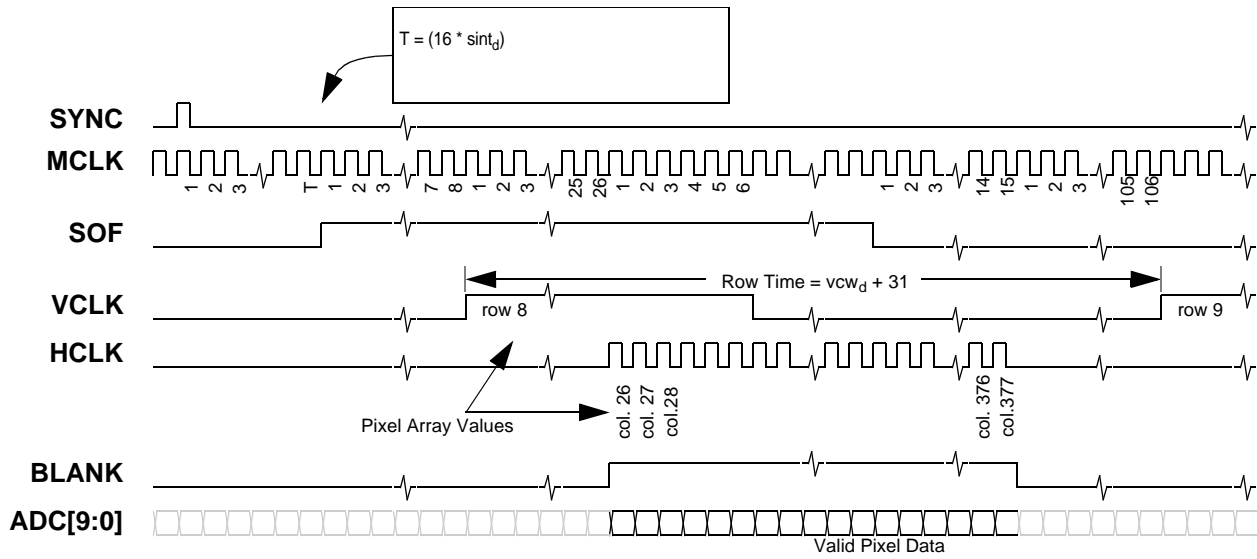 T = (16 * sintd)
SYNC
MCLK
1 2 3 T 1 2 3 7 8 1 2 3 25 26 1 2 3 4 5 6 1 2 3 14 15 1 2 3 105 106
SOF
Row Time = vcwd + 31
VCLK
row 8
row 9
HCLK
col. 26
col. 27
col.28
col. 376
col.377
Pixel Array Values
BLANK
ADC[9:0]
Valid Pixel Data